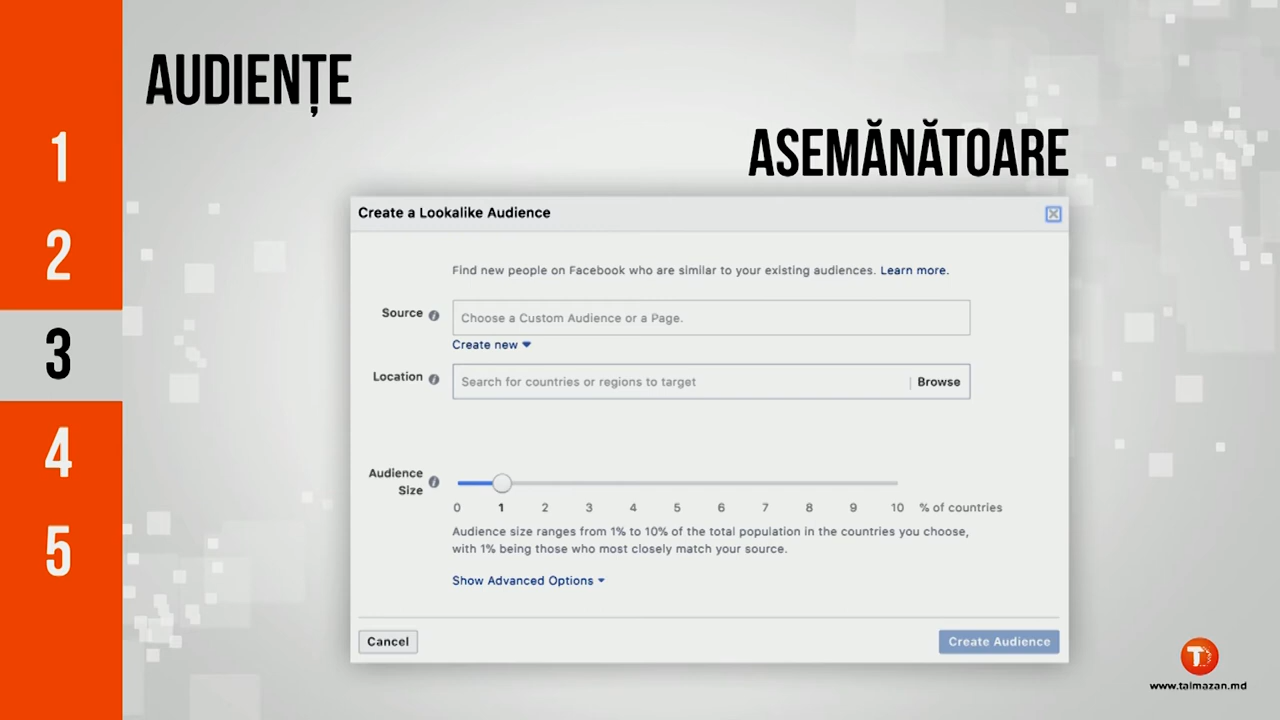 AUDIENȚE
ASEMĂNĂTOARE
1
2
3
4
5
Create a Lookalike Audience
Find new people on Facebook who are similar to your existing audiences. Learn more.
Source
Choose a Custom Audience or a Page.
Create new
Location
Search for countries or regions to target
Browse
Audience
Size
0 1 2 3 4 5 6 7 8 9 10 % of countries
Audience size ranges from 1% to 10% of the total population in the countries you choose,
with 1% being those who most closely match your source.
Show Advanced Options
Cancel
Create Audience
T
www.talmazan.md